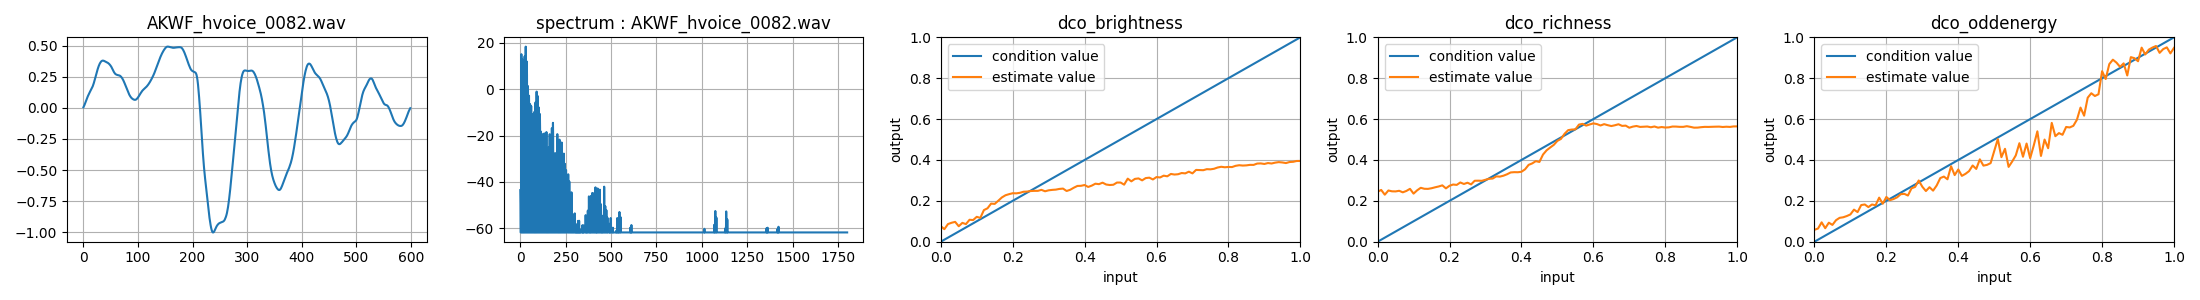 AKWF_hvoice_0082.wav
0.50
0.25
0.00
−0.25
−0.50
−0.75
−1.00
0 100 200 300 400 500 600
spectrum : AKWF_hvoice_0082.wav
20
0
−20
−40
−60
0 250 500 750 1000 1250 1500 1750
dco_brightness
condition value
estimate value
output
1.0
0.8
0.6
0.4
0.2
0.0
0.0 0.2 0.4 0.6 0.8 1.0
input
dco_richness
condition value
estimate value
output
1.0
0.8
0.6
0.4
0.2
0.0
0.0 0.2 0.4 0.6 0.8 1.0
input
dco_oddenergy
condition value
estimate value
output
1.0
0.8
0.6
0.4
0.2
0.0
0.0 0.2 0.4 0.6 0.8 1.0
input